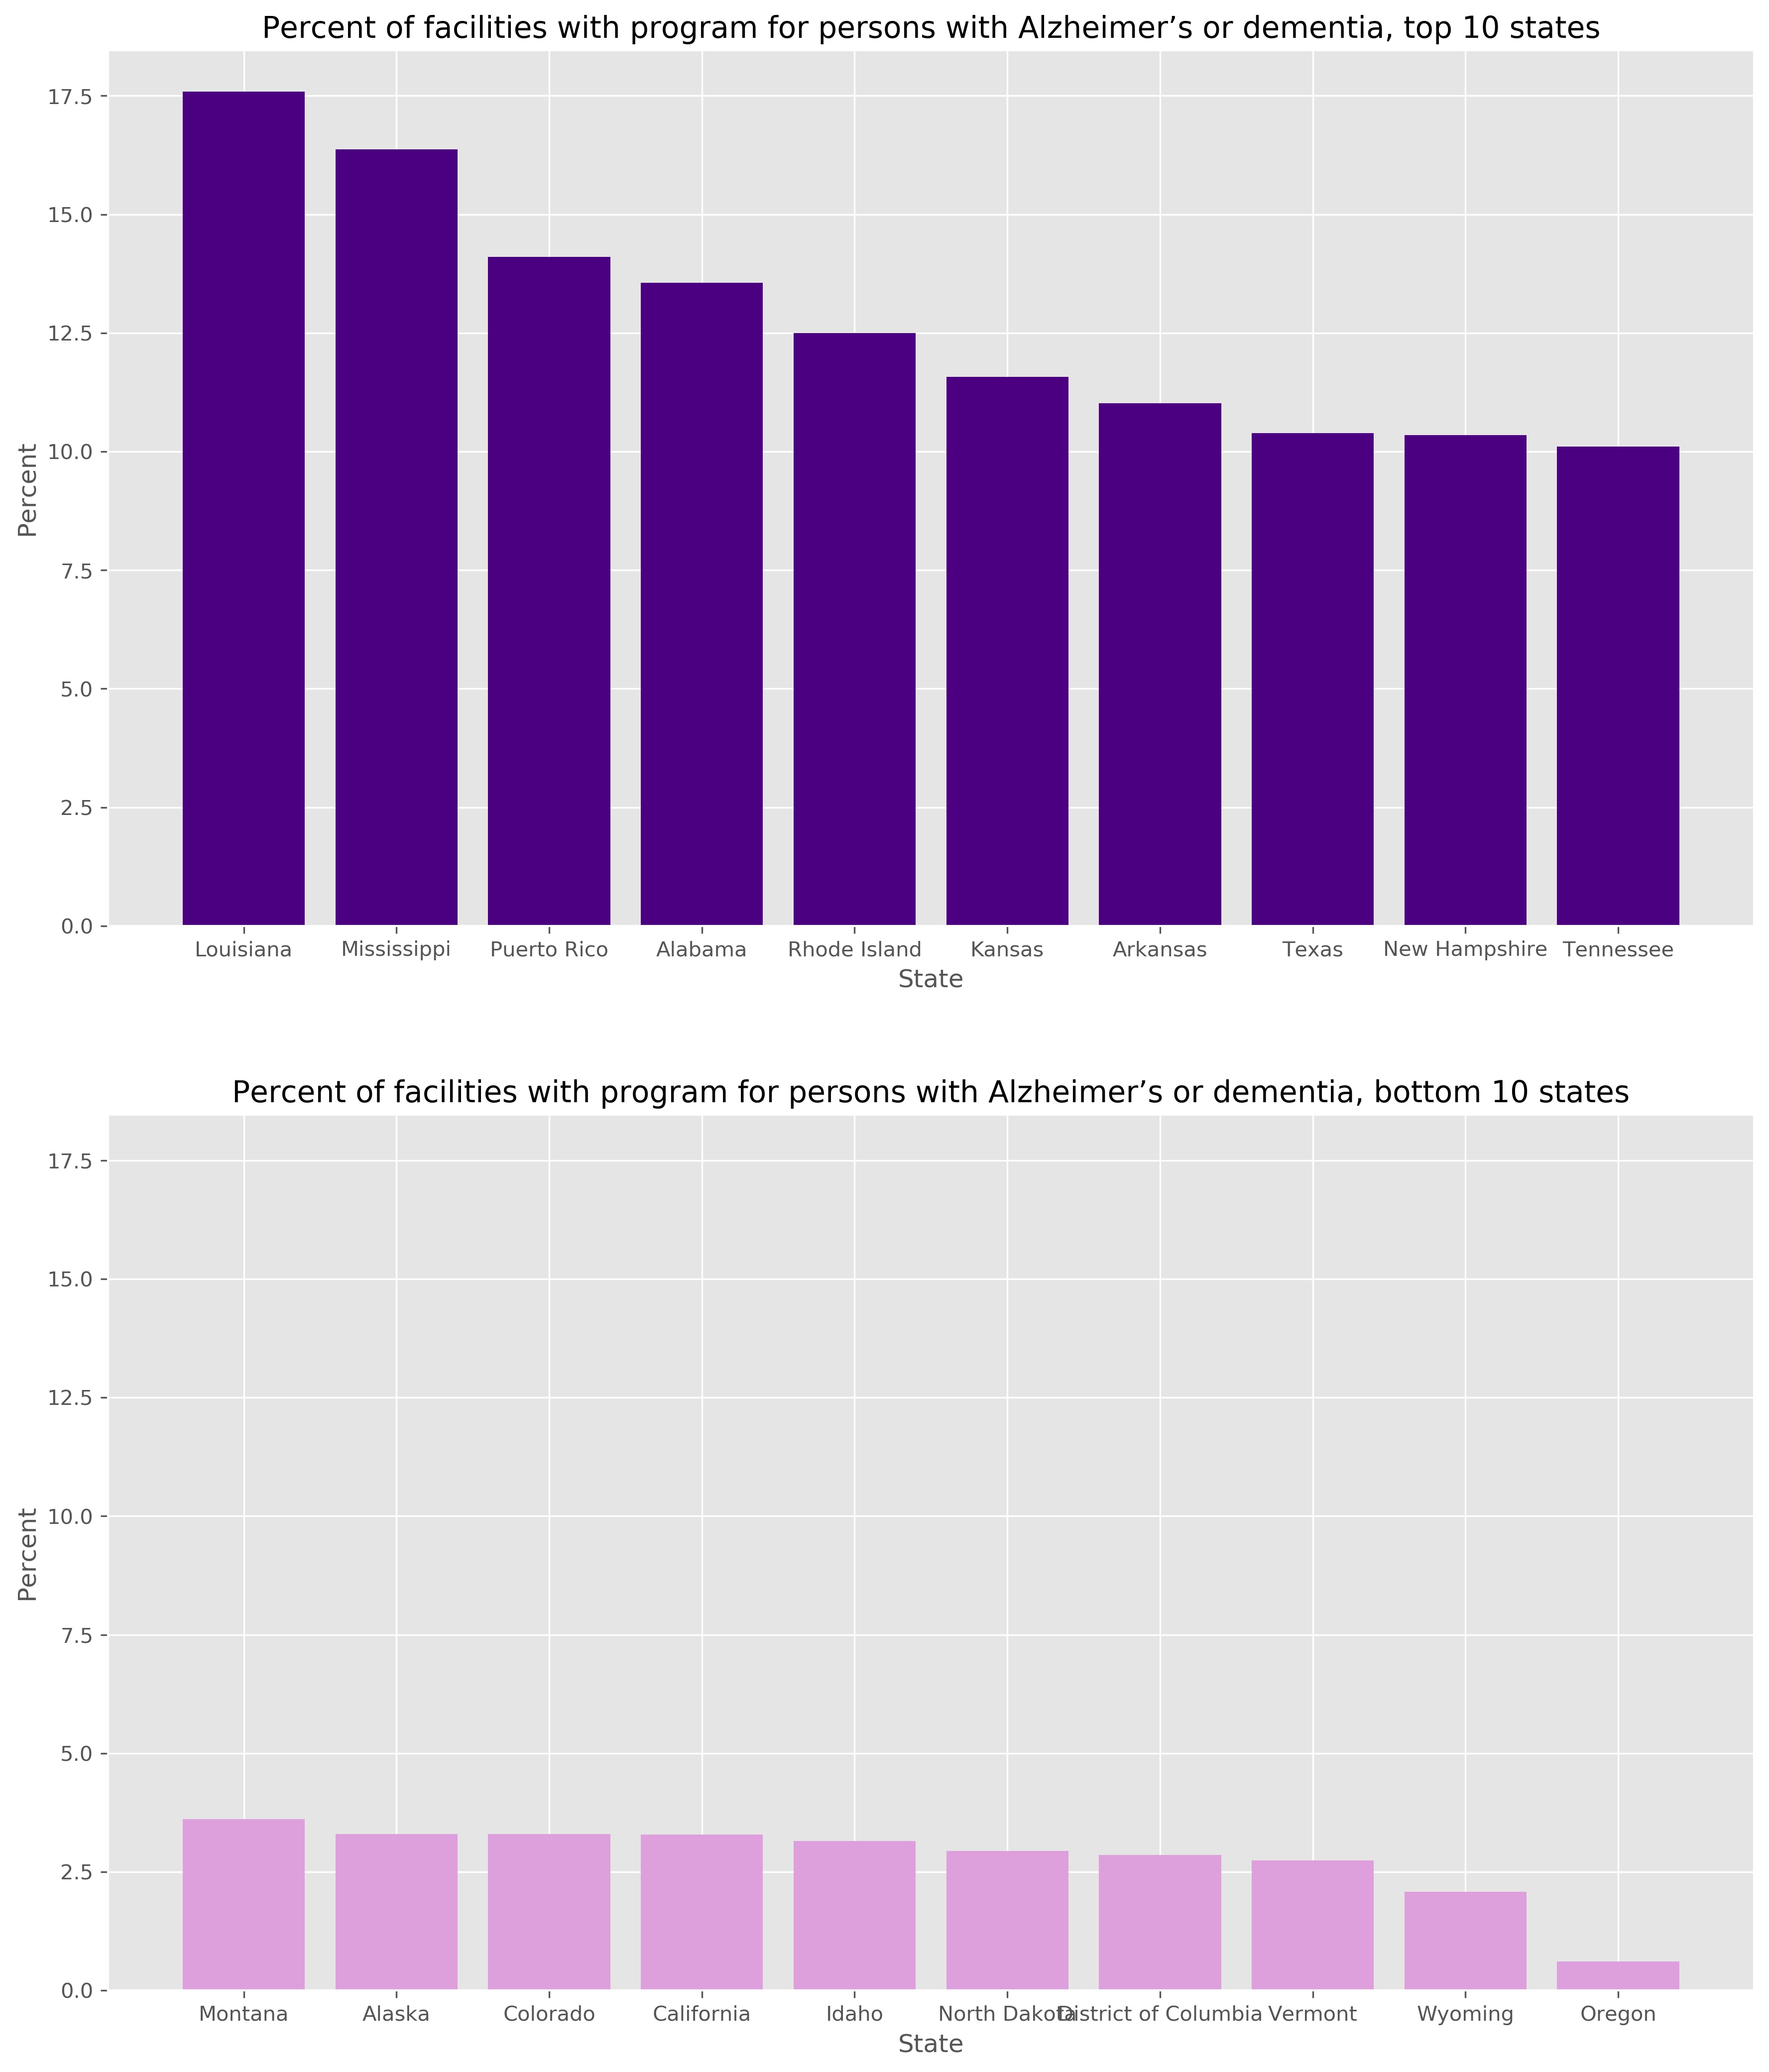 Percent of facilities with program for persons with Alzheimer’s or dementia, top 10 states
17.5
15.0
12.5
10.0
7.5
5.0
2.5
0.0
Percent
Louisiana Mississippi Puerto Rico Alabama Rhode Island Kansas Arkansas Texas New Hampshire Tennessee
State
Percent of facilities with program for persons with Alzheimer’s or dementia, bottom 10 states
17.5
15.0
12.5
10.0
7.5
5.0
2.5
0.0
Percent
Montana Alaska Colorado California Idaho North Dakota District of Columbia Vermont Wyoming Oregon
State